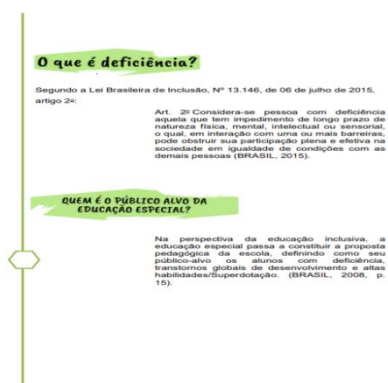 O que é deficiência?
Segundo a Lei Brasileira de Inclusão, Nº 13.146, de 06 de julho de 2015,
artigo 2º:
Art. 2º Considera-se pessoa com deficiência
aquela que tem impedimento de longo prazo de
natureza física, mental, intelectual ou sensorial,
o qual, em interação com uma ou mais barreiras,
pode obstruir sua participação plena e efetiva na
sociedade em igualdade de condições com as
demais pessoas (BRASIL, 2015).
QUEM É O PÚBLICO ALVO DA
EDUCAÇÃO ESPECIAL?
Na perspectiva da educação inclusiva, a
educação especial passa a constituir a proposta
pedagógica da escola, definindo como seu
público-alvo os alunos com deficiência,
transtornos globais de desenvolvimento e altas
habilidades/Superdotação. (BRASIL, 2008, p.
15).